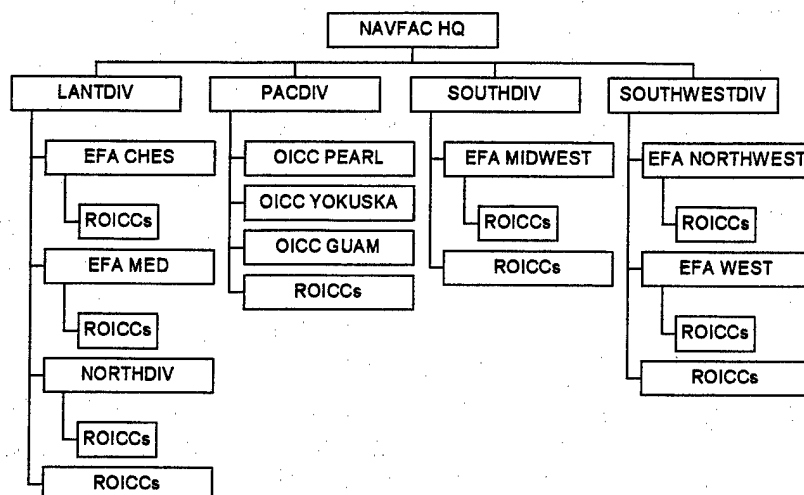 NAVFAC HQ
LANTDIV
PACDIV
SOUTHDIV
SOUTHWESTDIV
EFA CHES
ROICCs
EFA MED
ROICCs
NORTHDIV
ROICCs
ROICCs
OICC PEARL
OICC YOKUSKA
OICC GUAM
ROICCs
EFA MIDWEST
ROICCs
ROICCs
EFA NORTHWEST
ROICCs
EFA WEST
ROICCs
ROICCs